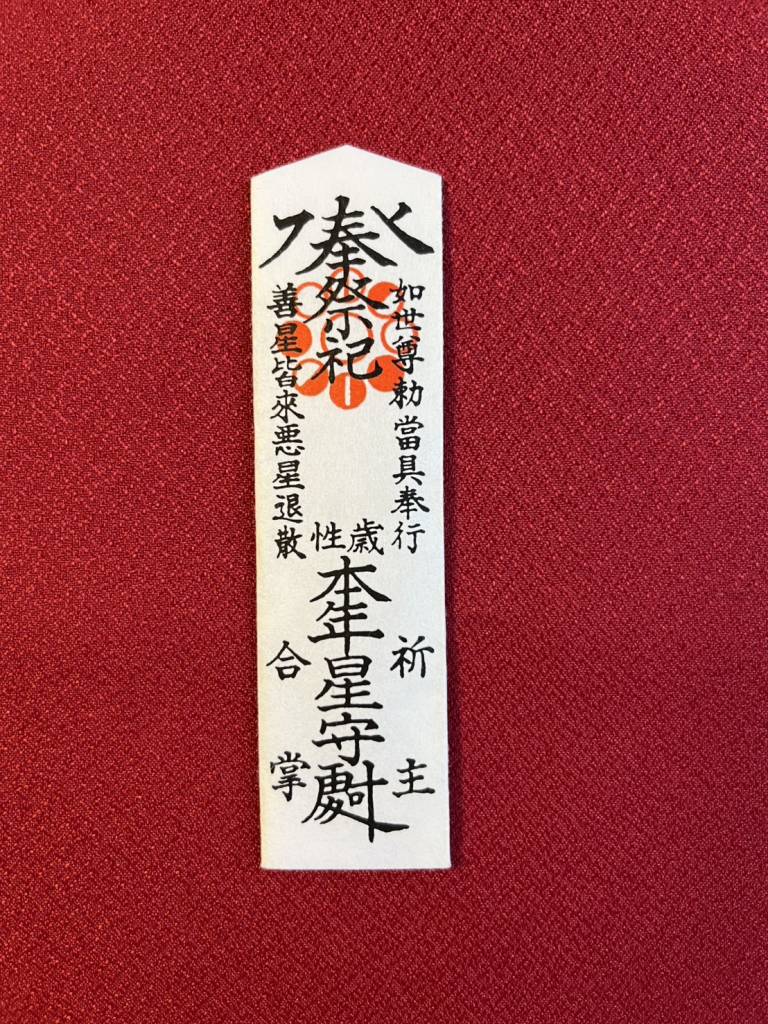 如世尊勅當具奉行
祈主
奉祭祀
歳性
本年星守
善星皆來悪星退散
合掌